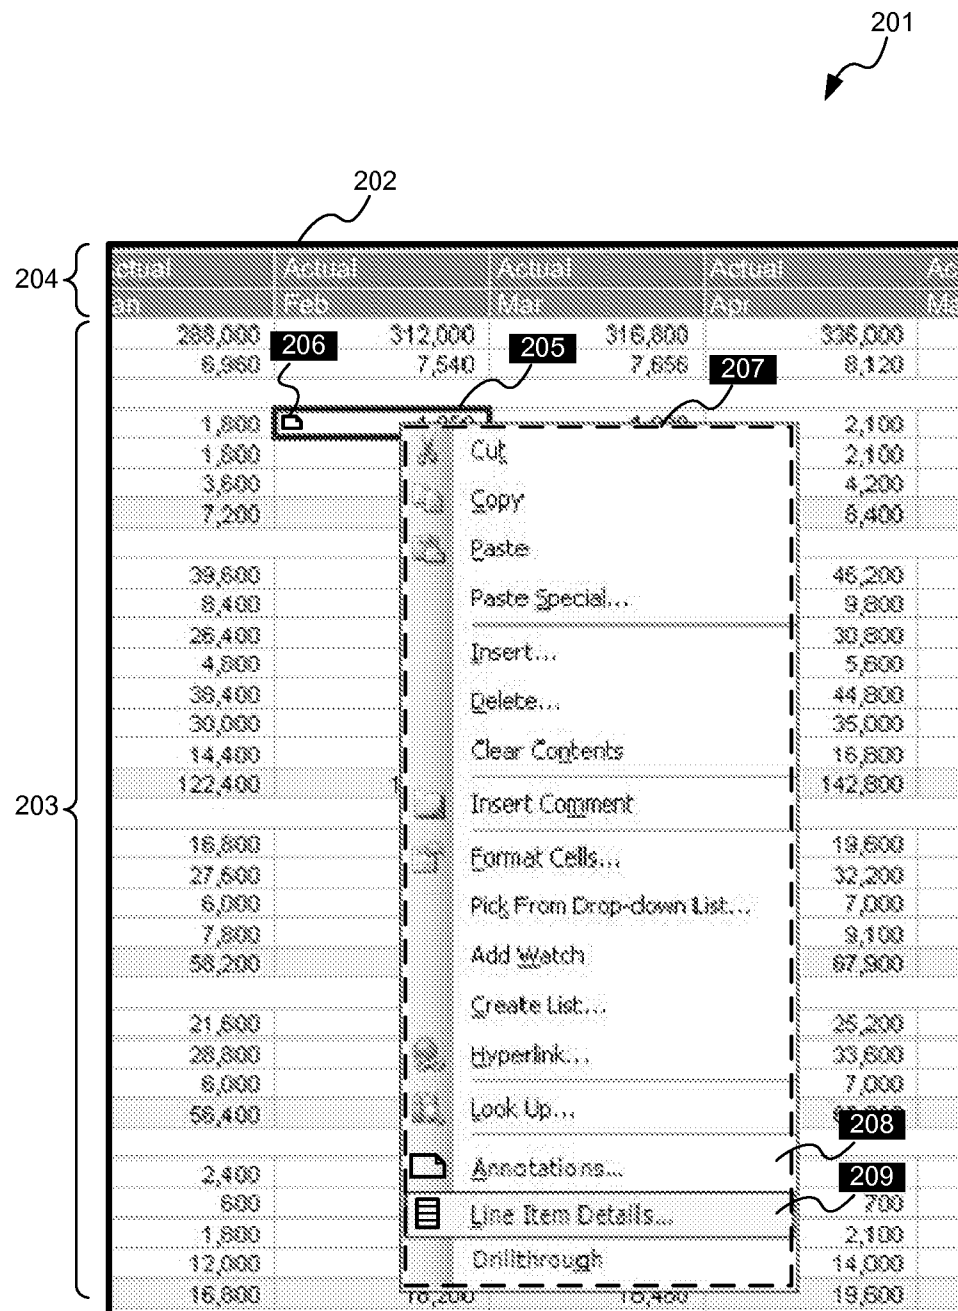 201
202
204
ctual Actual Actual Actual Ac
an Feb Mar Apr
288,000 312,000 316,800 336,000
206 205 207
6,960 7,540 7,656 8,120
1,800 2,100
1,800 2,100
3,600 4,200
7,200 8,400
39,600 46,200
8,400 9,800
26,400 30,800
4,800 5,600
38,400 44,800
30,000 35,000
14,400 16,800
122,400 1 142,800
203
16,800 19,600
27,600 32,200
6,000 7,000
7,800 9,100
58,200 67,900
21,600 25,200
28,800 33,600
6,000 7,000
56,400
2,400
600 700
1,800 2,100
12,000 14,000
16,800 18,200 18,480 19,600
Cut
Copy
Paste
Paste Special...
Insert...
Delete...
Clear Contents
Insert Comment
Format Cells...
Pick From Drop-down List...
Add Watch
Create List...
Hyperlink...
Look Up...
208
Annotations...
209
Line Item Details...
Drillthrough